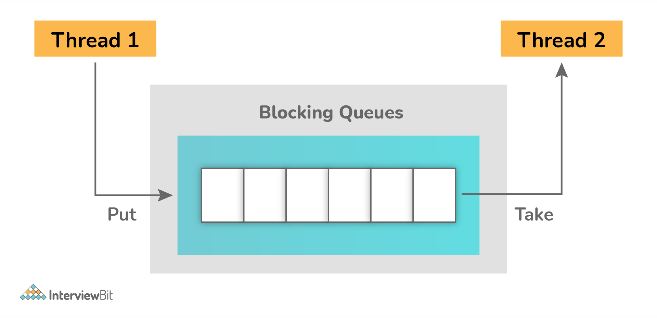 Thread 1
Thread 2
Blocking Queues
Put
Take
InterviewBit